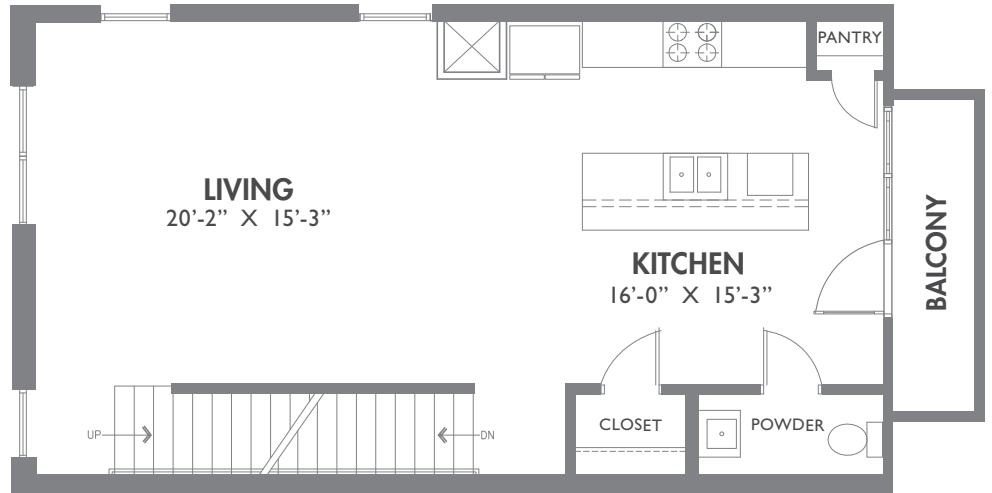 PANTRY
LIVING
20’-2” X 15’-3”
BALCONY
KITCHEN
16’-0” X 15’-3”
CLOSET
POWDER
UP
DN